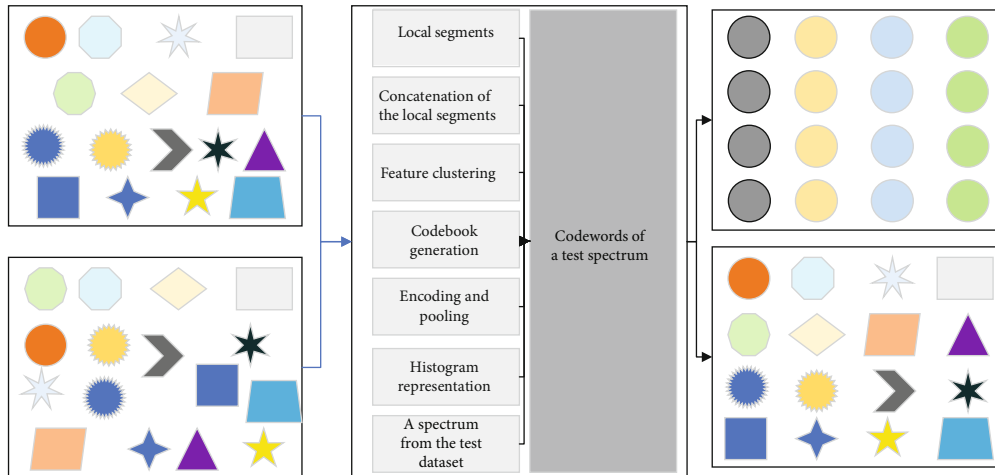 Local segments
Concatenation of
the local segments
Feature clustering
Codebook
generation
Encoding and
pooling
Histogram
representation
A spectrum
from the test
dataset
Codewords of
a test spectrum